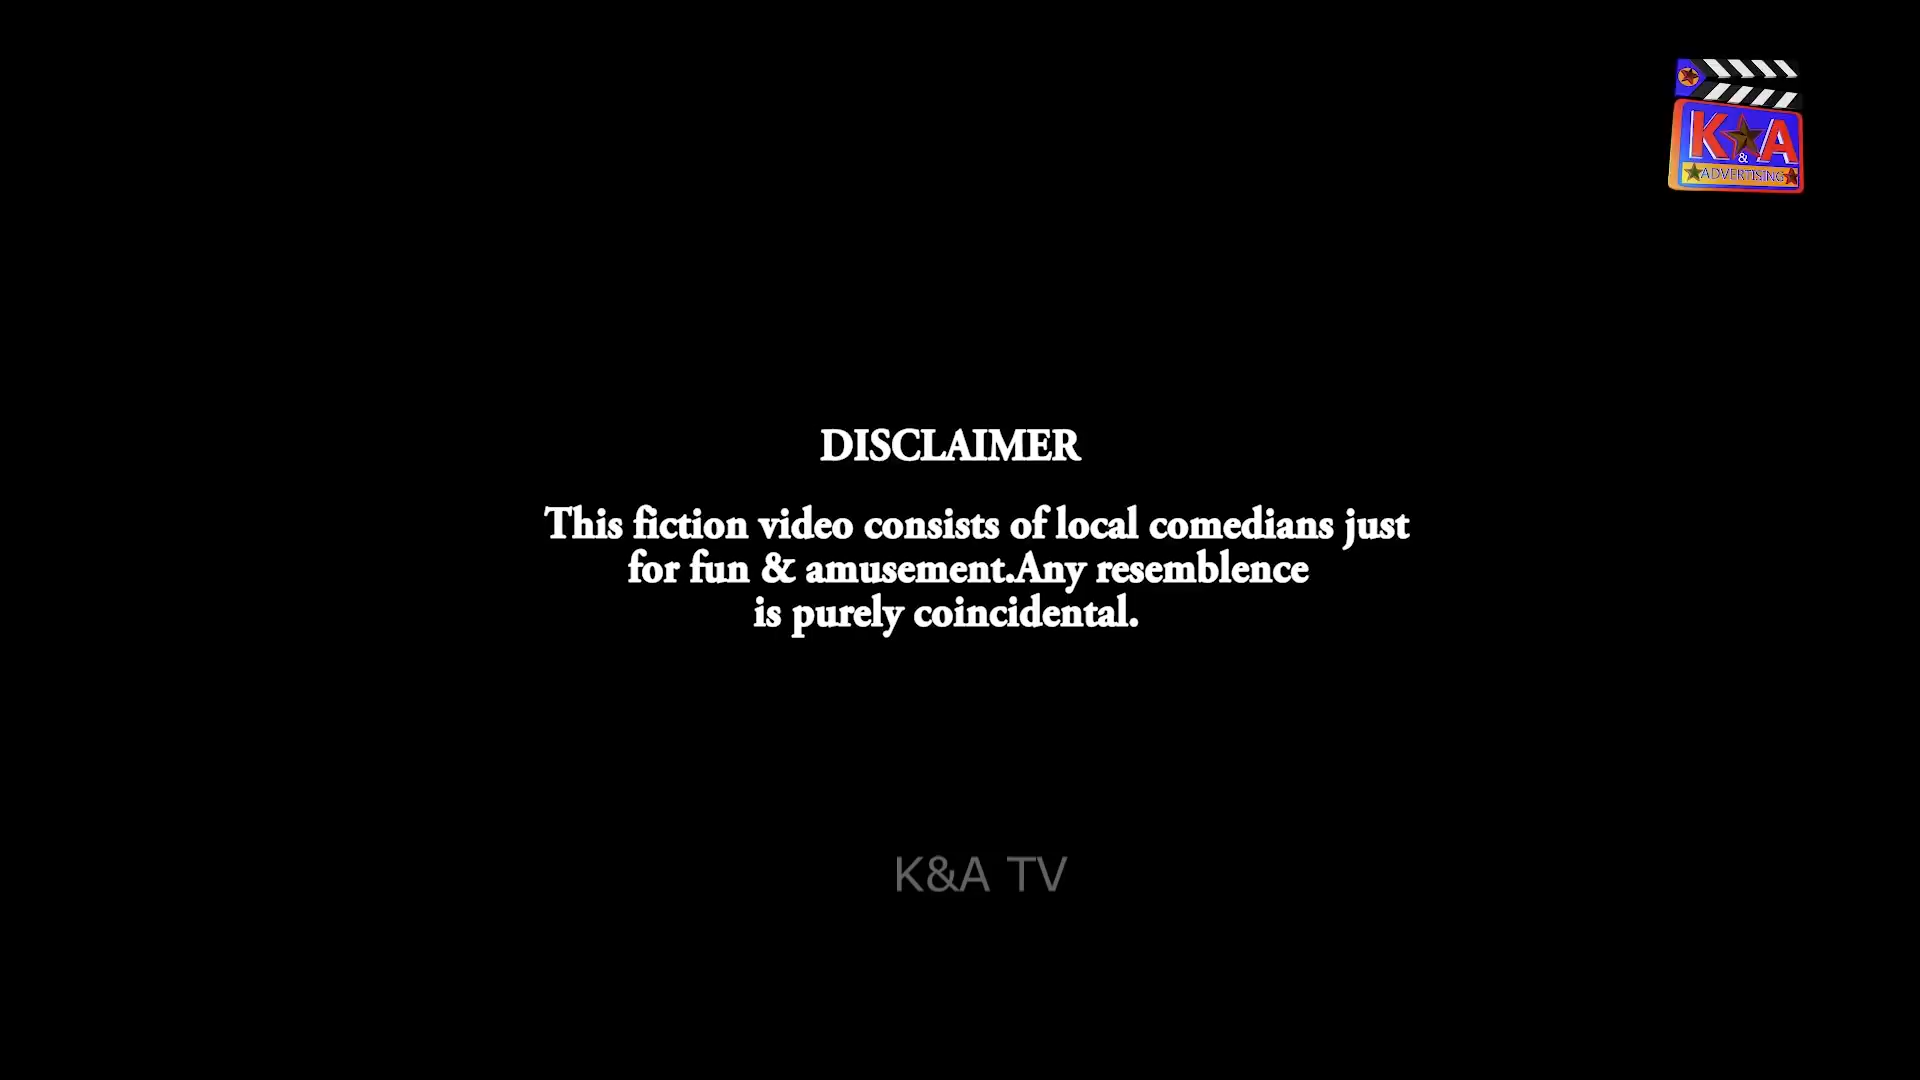 K & A
ADVERTISING
DISCLAIMER
This fiction video consists of local comedians just
for fun & amusement.Any resemblence
is purely coincidental.
K&A TV